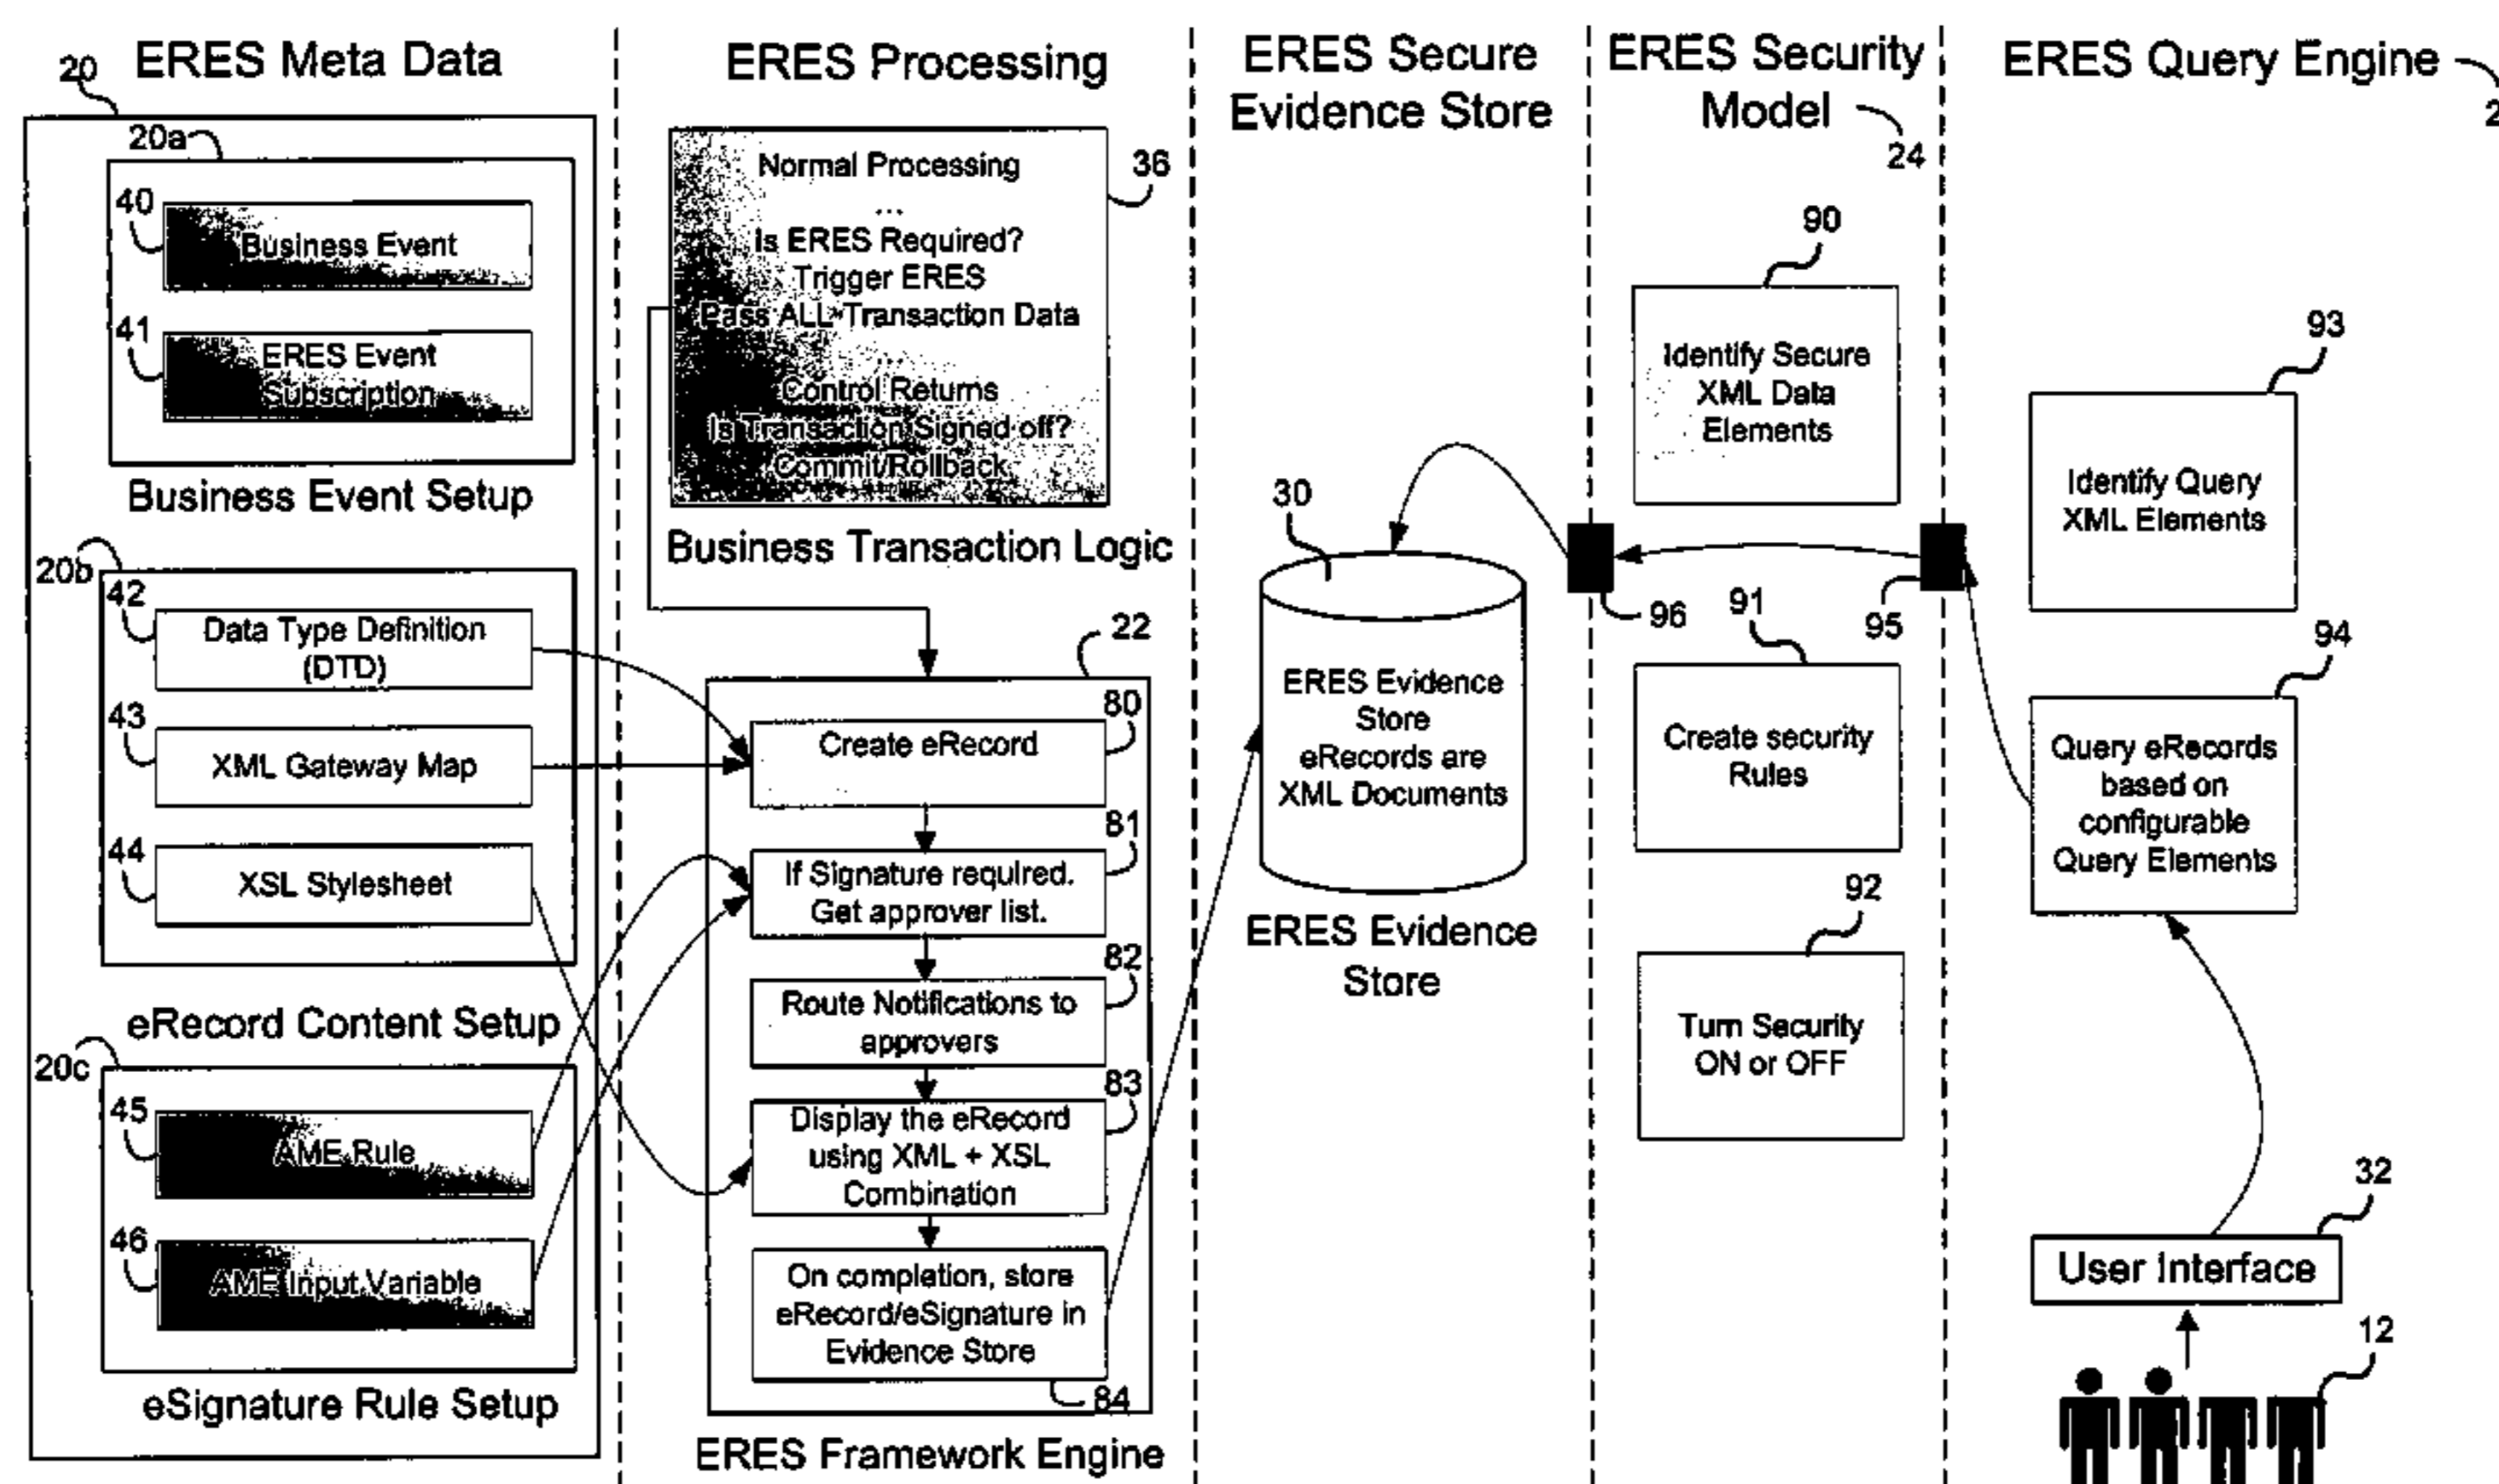 ERES Meta Data
20
20a
40
Business Event
41
ERES Event
Subscription
Business Event Setup
20b
42
Data Type Definition
(DTD)
43
XML Gateway Map
44
XSL Stylesheet
eRecord Content Setup
20c
45
AME Rule
46
AME Input Variable
eSignature Rule Setup
ERES Processing
36
Normal Processing
...
Is ERES Required?
Trigger ERES
Pass ALL Transaction Data
...
Control Returns
Is Transaction Signed off?
Commit/Rollback
Business Transaction Logic
22
80
Create eRecord
81
If Signature required.
Get approver list.
82
Route Notifications to
approvers
83
Display the eRecord
using XML + XSL
Combination
On completion, store
eRecord/eSignature in
Evidence Store
84
ERES Framework Engine
ERES Secure
Evidence Store
30
ERES Evidence
Store
eRecords are
XML Documents
ERES Evidence
Store
ERES Security
Model
24
90
Identify Secure
XML Data
Elements
96
95
91
Create security
Rules
92
Turn Security
ON or OFF
ERES Query Engine
93
Identify Query
XML Elements
94
Query eRecords
based on
configurable
Query Elements
32
User Interface
12